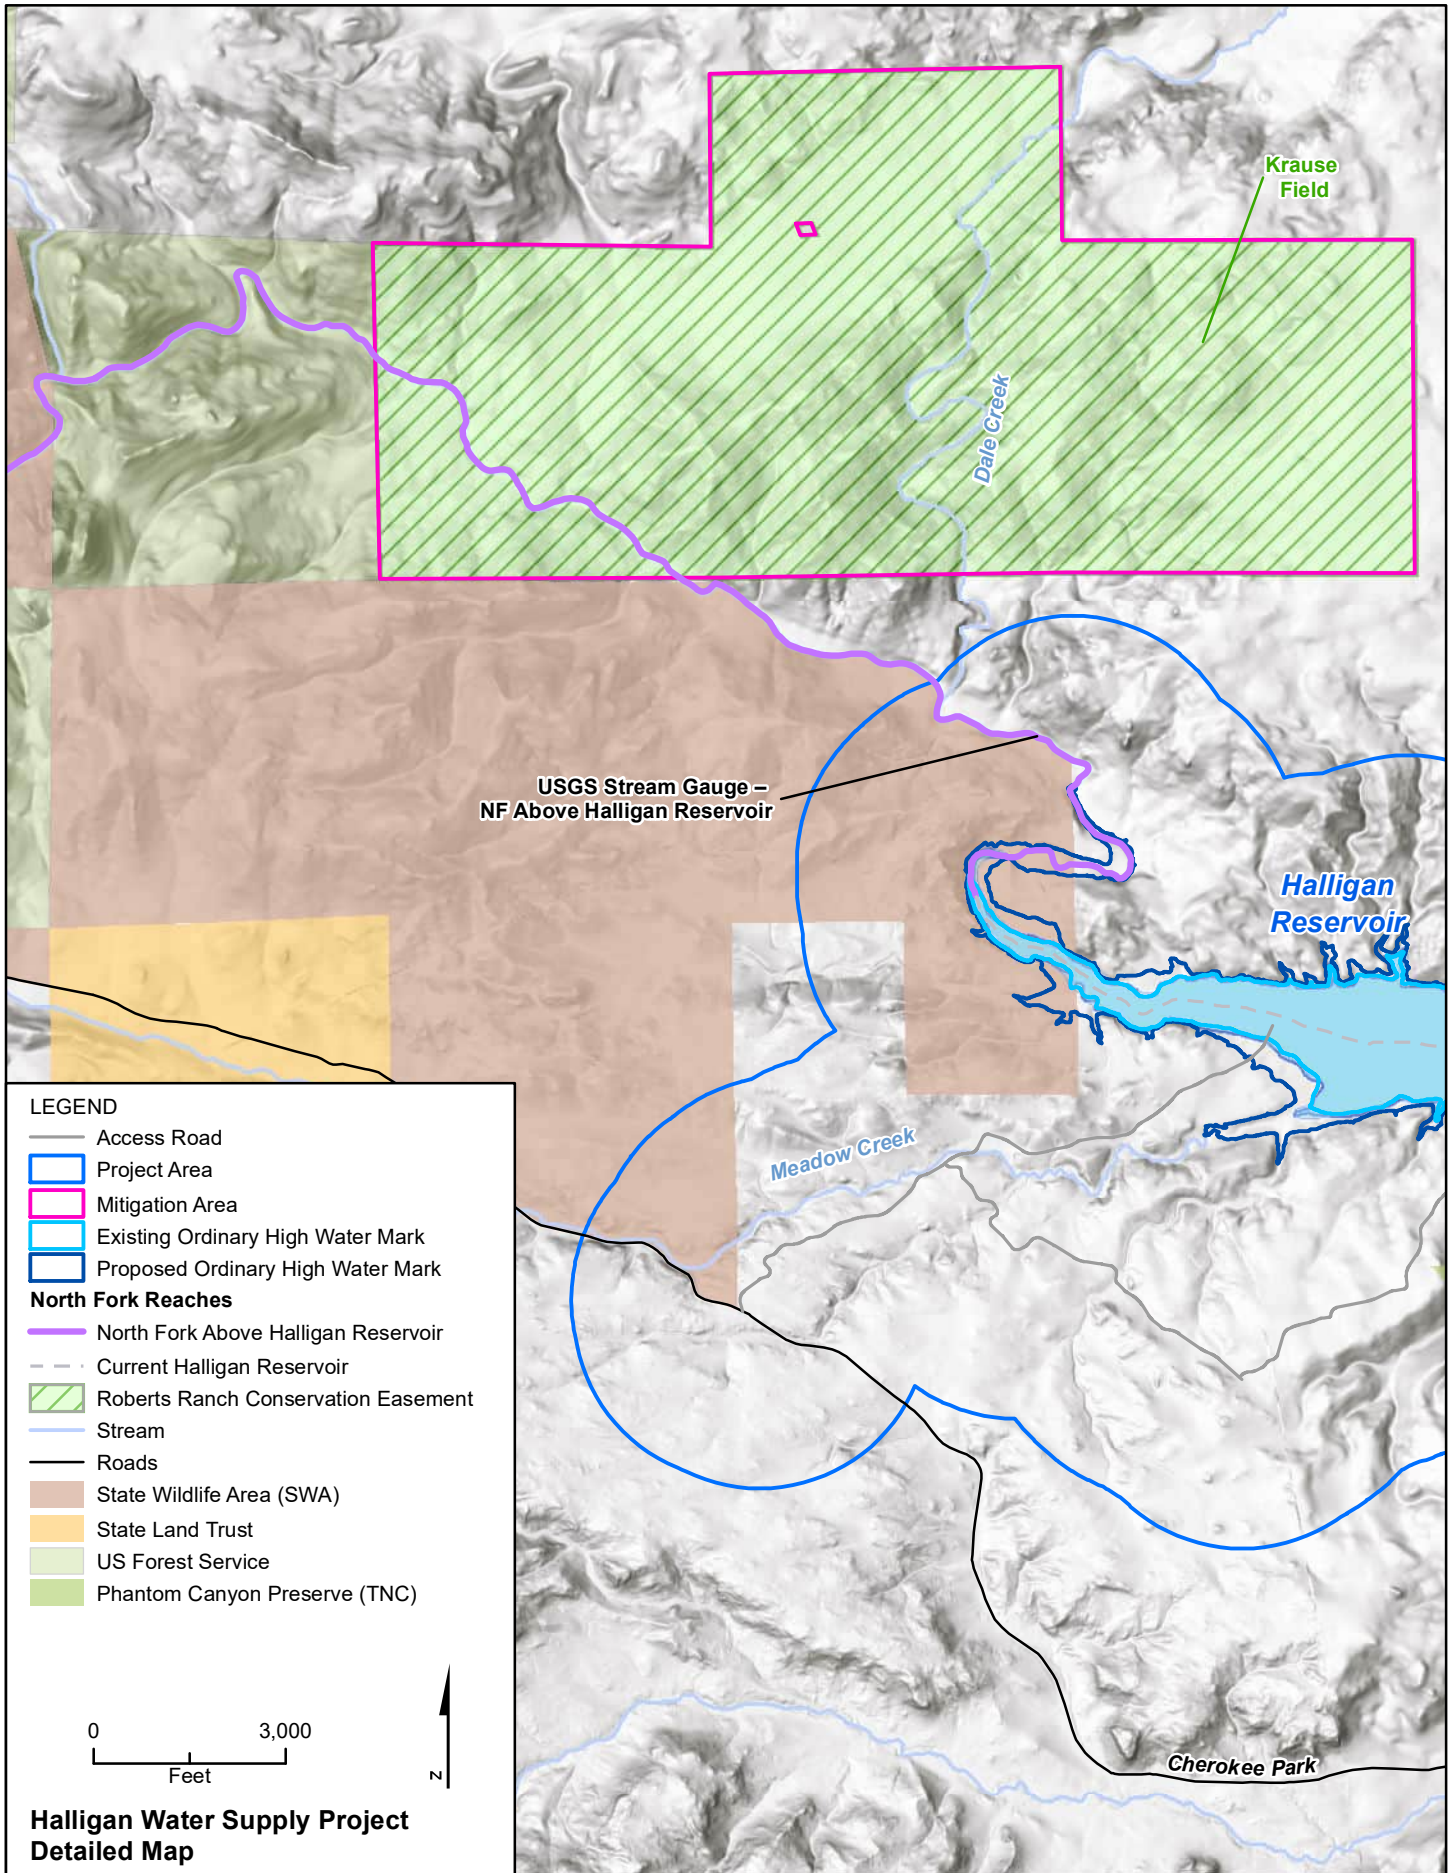 Krause
Field
Dale Creek
USGS Stream Gauge –
NF Above Halligan Reservoir
Halligan
Reservoir
Meadow Creek
LEGEND
Access Road
Project Area
Mitigation Area
Existing Ordinary High Water Mark
Proposed Ordinary High Water Mark
North Fork Reaches
North Fork Above Halligan Reservoir
Current Halligan Reservoir
Roberts Ranch Conservation Easement
Stream
Roads
State Wildlife Area (SWA)
State Land Trust
US Forest Service
Phantom Canyon Preserve (TNC)
0 3,000
Feet
N
Cherokee Park
Halligan Water Supply Project
Detailed Map